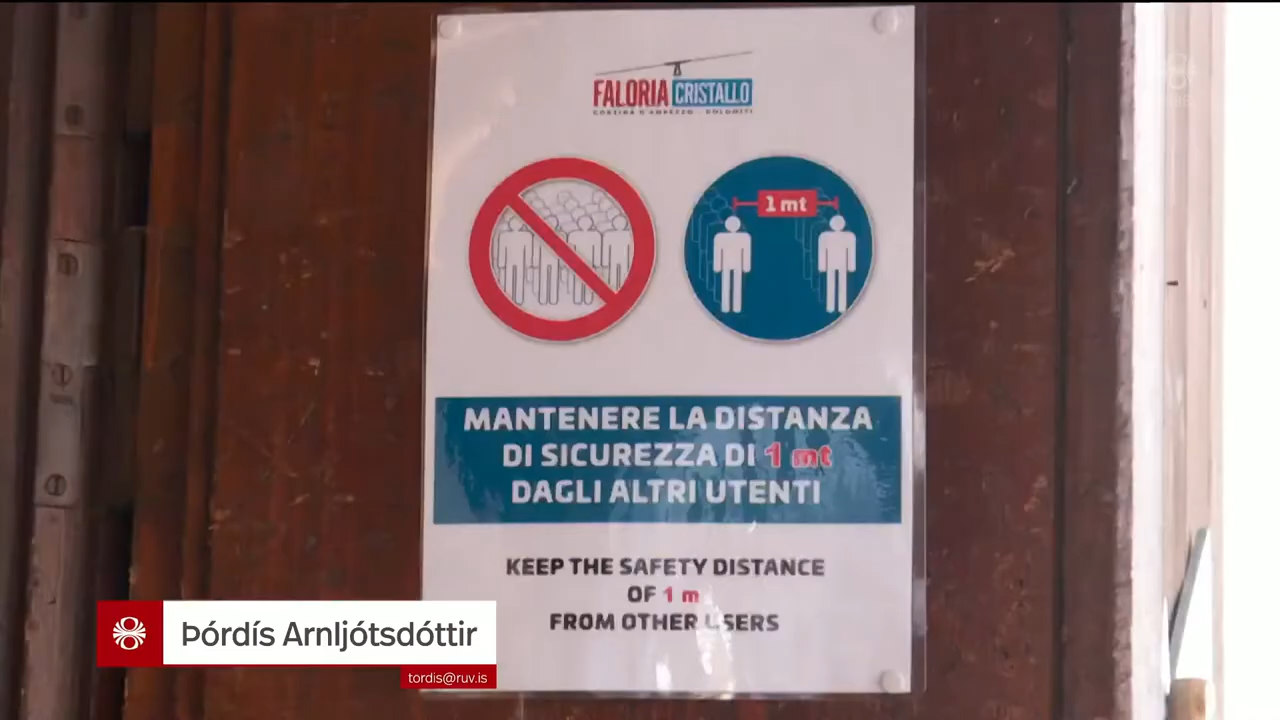 FALORIA CRISTALLO
CORTINA D'AMPEZZO - DOLOMITI
1 mt
MANTENERE LA DISTANZA
DI SICUREZZA DI 1 mt
DAGLI ALTRI UTENTI
KEEP THE SAFETY DISTANCE
OF 1 m
FROM OTHER USERS
Þórdís Arnljótsdóttir
tordis@ruv.is